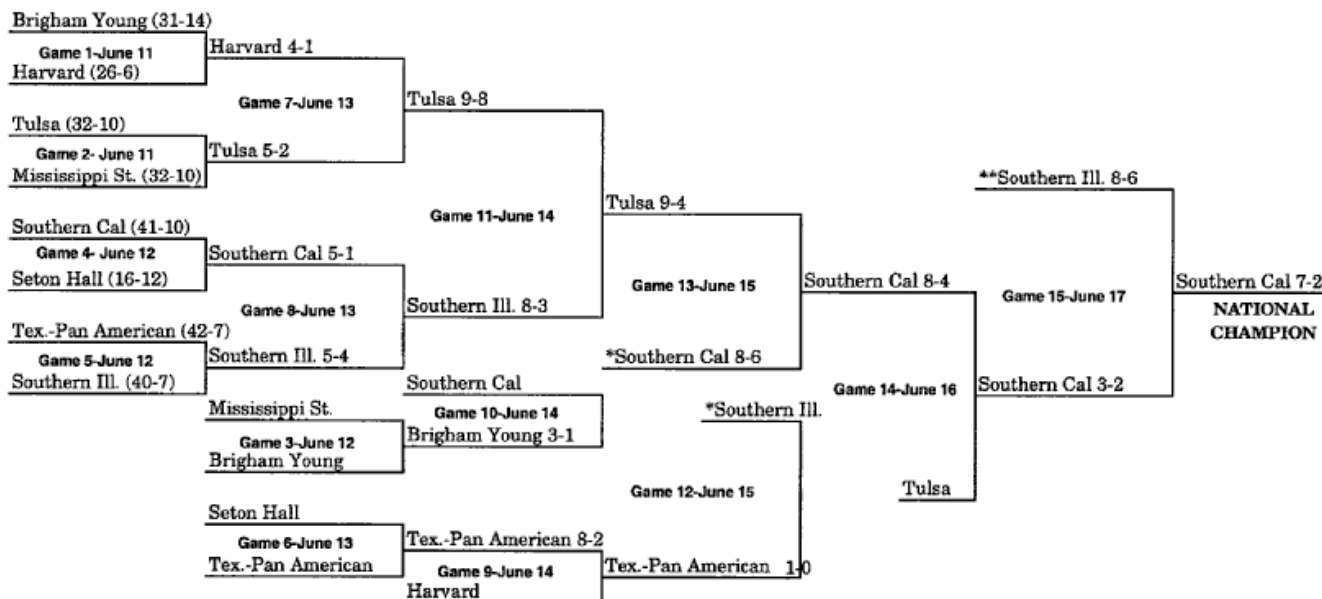 Brigham Young (31-14)
Game 1-June 11
Harvard (26-6)
Harvard 4-1
Game 7-June 13
Tulsa 9-8
Tulsa (32-10)
Game 2- June 11
Mississippi St. (32-10)
Tulsa 5-2
Game 11-June 14
Tulsa 9-4
**Southern Ill. 8-6
Southern Cal (41-10)
Game 4- June 12
Seton Hall (16-12)
Southern Cal 5-1
Game 8-June 13
Southern Ill. 8-3
Game 13-June 15
Southern Cal 8-4
Game 15-June 17
Southern Cal 7-2
NATIONAL
CHAMPION
Tex.-Pan American (42-7)
Game 5-June 12
Southern Ill. (40-7)
Southern Ill. 5-4
*Southern Cal 8-6
Game 14-June 16
Southern Cal 3-2
Southern Cal
Game 10-June 14
Brigham Young 3-1
Mississippi St.
Game 3-June 12
Brigham Young
*Southern Ill.
Game 12-June 15
Tulsa
Seton Hall
Game 6-June 13
Tex.-Pan American
Tex.-Pan American 8-2
Game 9-June 14
Harvard
Tex.-Pan American 1-0